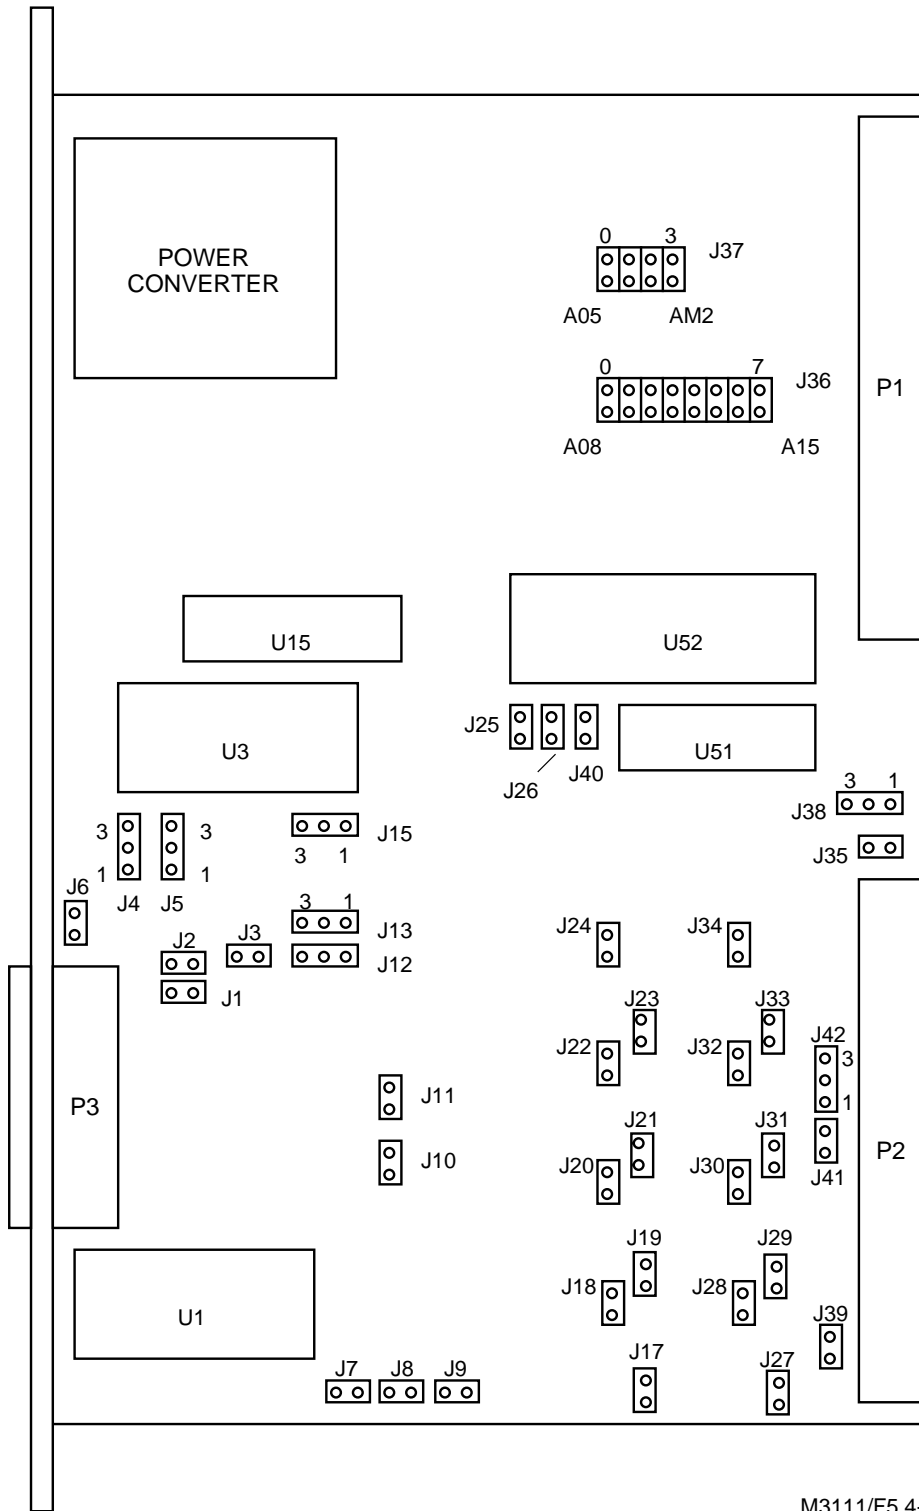 POWER
CONVERTER
0 3
J37
A05 AM2
0 7
J36
A08 A15
P1
U15
U52
U3
U51
J25
J26
J40
3 1
J38
J35
3
1
J4
3
1
J5
J15
3 1
J6
3 1
J13
J12
J2
J3
J1
J24
J34
J23
J33
J22
J32
J42
3
1
J11
J10
P3
J21
J31
J20
J30
J41
P2
J19
J29
J18
J28
J39
U1
J7 J8 J9
J17
J27